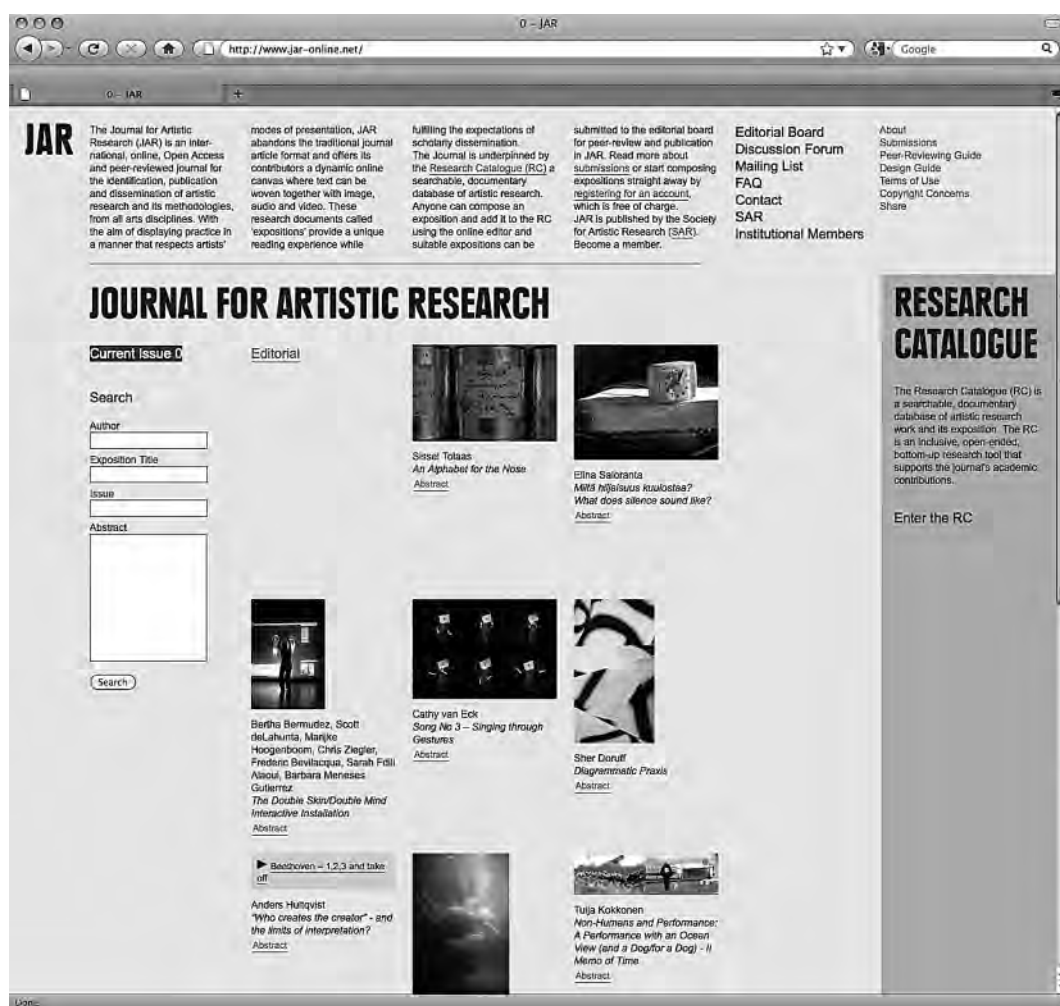 0 – JAR
http://www.jar-online.net/
Google
0 – JAR
+
JAR
The Journal for Artistic
Research (JAR) is an inter-
national, online, Open Access
and peer-reviewed journal for
the identification, publication
and dissemination of artistic
research and its methodologies,
from all arts disciplines. With
the aim of displaying practice in
a manner that respects artists'
modes of presentation, JAR
abandons the traditional journal
article format and offers its
contributors a dynamic online
canvas where text can be
woven together with image,
audio and video. These
research documents called
'expositions' provide a unique
reading experience while
fulfilling the expectations of
scholarly dissemination.
The Journal is underpinned by
the Research Catalogue (RC) a
searchable, documentary
database of artistic research.
Anyone can compose an
exposition and add it to the RC
using the online editor and
suitable expositions can be
submitted to the editorial board
for peer-review and publication
in JAR. Read more about
submissions or start composing
expositions straight away by
registering for an account,
which is free of charge.
JAR is published by the Society
for Artistic Research (SAR).
Become a member.
Editorial Board
Discussion Forum
Mailing List
FAQ
Contact
SAR
Institutional Members
About
Submissions
Peer-Reviewing Guide
Design Guide
Terms of Use
Copyright Concerns
Share
JOURNAL FOR ARTISTIC RESEARCH
Current Issue 0
Search
Author
Exposition Title
Issue
Abstract
Search
Editorial
Sissel Tolaas
An Alphabet for the Nose
Abstract
Elina Saloranta
Miltä hiljaisuus kuulostaa?
What does silence sound like?
Abstract
Bertha Bermudez, Scott
deLahunta, Marijke
Hoogenboom, Chris Ziegler,
Frederic Bevilacqua, Sarah Fdili
Alaoui, Barbara Meneses
Gutierrez
The Double Skin/Double Mind
Interactive Installation
Abstract
Cathy van Eck
Song No 3 – Singing through
Gestures
Abstract
Sher Doruff
Diagrammatic Praxis
Abstract
Beethoven – 1,2,3 and take
off
Anders Hultqvist
"Who creates the creator" - and
the limits of interpretation?
Abstract
Tuija Kokkonen
Non-Humans and Performance:
A Performance with an Ocean
View (and a Dog/for a Dog) - II
Memo of Time
Abstract
RESEARCH
CATALOGUE
The Research Catalogue (RC) is
a searchable, documentary
database of artistic research
work and its exposition. The RC
is an inclusive, open-ended,
bottom-up research tool that
supports the journal's academic
contributions.
Enter the RC
Done